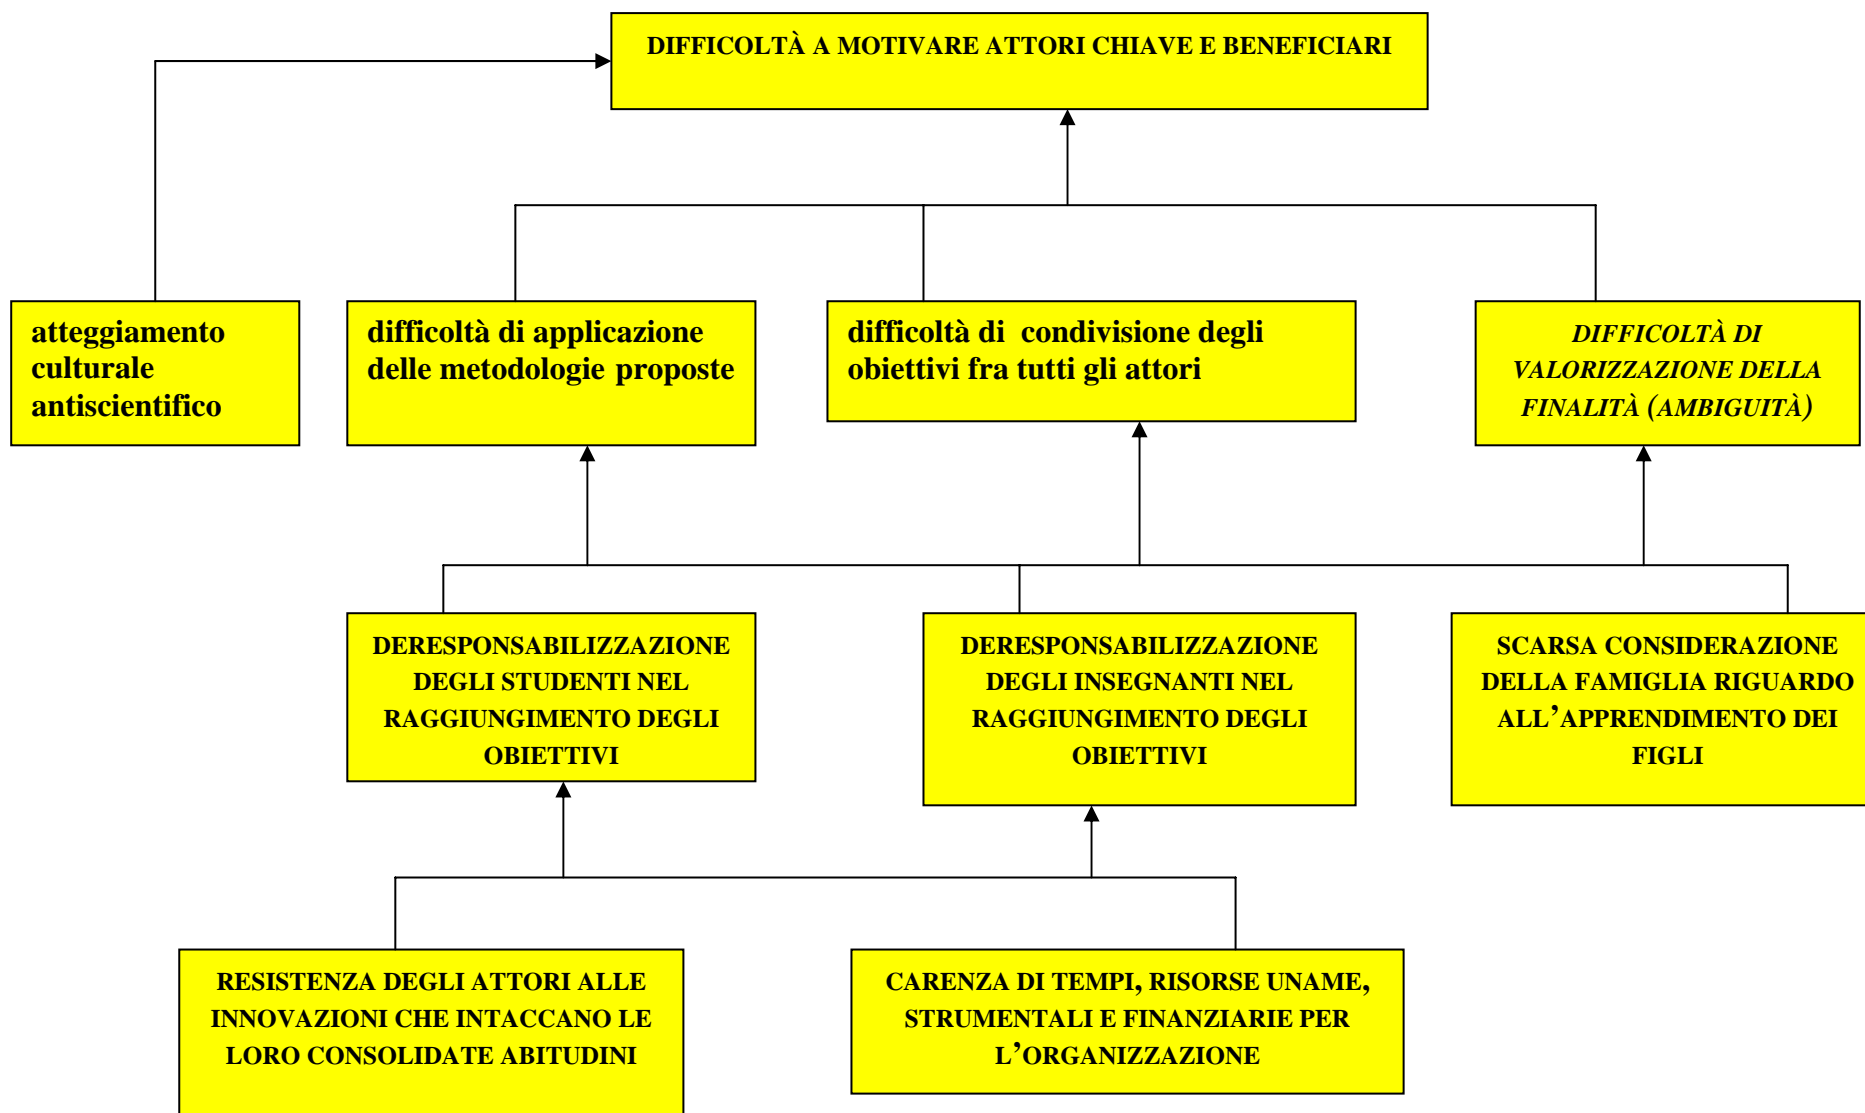 DIFFICOLTÀ A MOTIVARE ATTORI CHIAVE E BENEFICIARI
atteggiamento
culturale
antiscientifico
difficoltà di applicazione
delle metodologie proposte
difficoltà di  condivisione degli
obiettivi fra tutti gli attori
DIFFICOLTÀ DI
VALORIZZAZIONE DELLA
FINALITÀ (AMBIGUITÀ)
DERESPONSABILIZZAZIONE
DEGLI STUDENTI NEL
RAGGIUNGIMENTO DEGLI
OBIETTIVI
DERESPONSABILIZZAZIONE
DEGLI INSEGNANTI NEL
RAGGIUNGIMENTO DEGLI
OBIETTIVI
SCARSA CONSIDERAZIONE
DELLA FAMIGLIA RIGUARDO
ALL’APPRENDIMENTO DEI
FIGLI
RESISTENZA DEGLI ATTORI ALLE
INNOVAZIONI CHE INTACCANO LE
LORO CONSOLIDATE ABITUDINI
CARENZA DI TEMPI, RISORSE UNAME,
STRUMENTALI E FINANZIARIE PER
L’ORGANIZZAZIONE